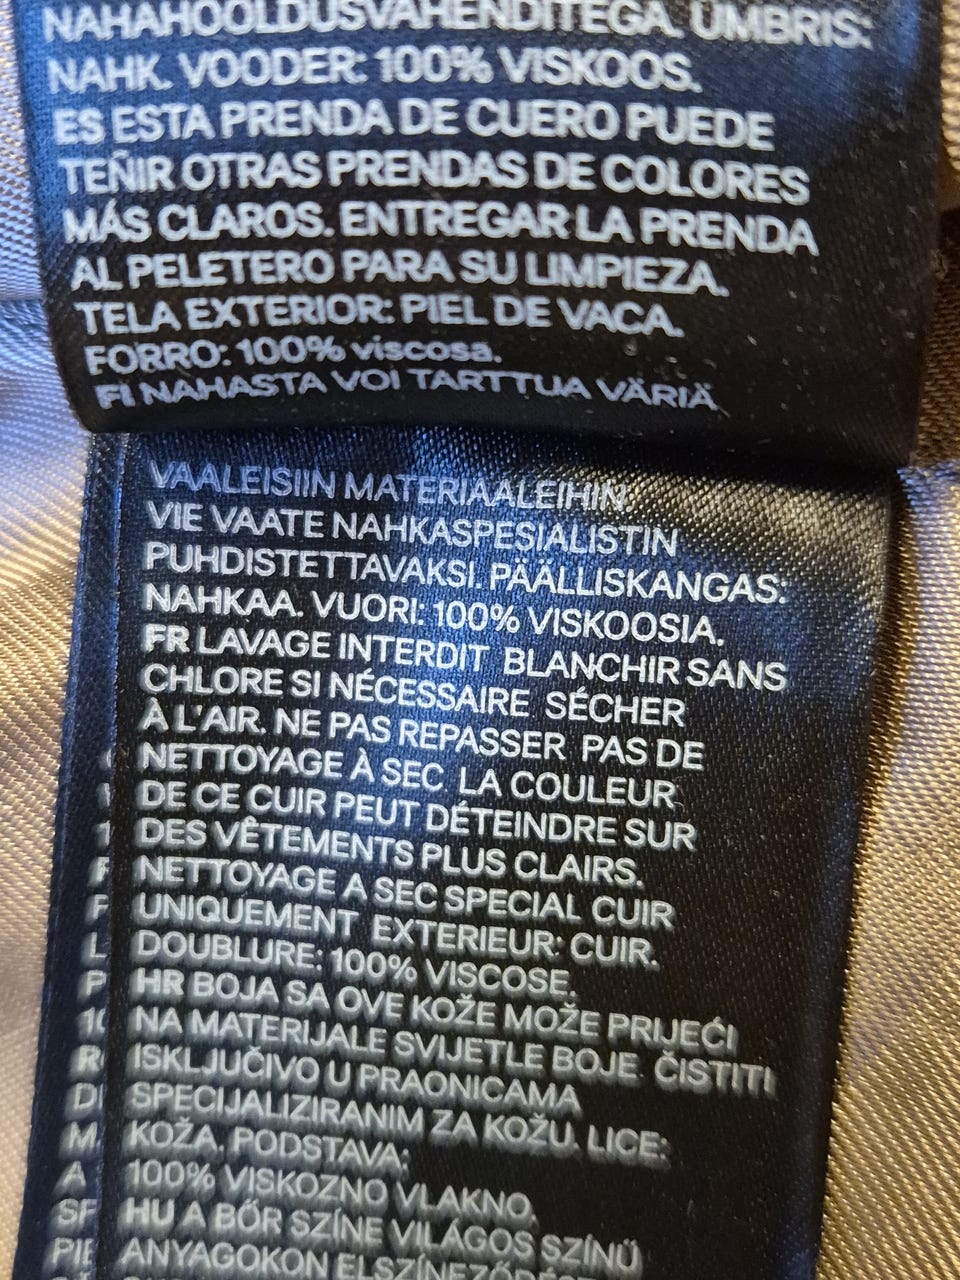 NAHAHOOLDUSVAHENDITEGA. ÜMBRIS:
NAHK. VOODER: 100% VISKOOS.
ES ESTA PRENDA DE CUERO PUEDE
TEÑIR OTRAS PRENDAS DE COLORES
MÁS CLAROS. ENTREGAR LA PRENDA
AL PELETERO PARA SU LIMPIEZA.
TELA EXTERIOR: PIEL DE VACA.
FORRO: 100% viscosa.
FI NAHASTA VOI TARTTUA VÄRIÄ
VAALEISIIN MATERIAALEIHIN.
VIE VAATE NAHKASPESIALISTIN
PUHDISTETTAVAKSI. PÄÄLLISKANGAS:
NAHKAA. VUORI: 100% VISKOOSIA.
FR LAVAGE INTERDIT BLANCHIR SANS
CHLORE SI NÉCESSAIRE SÉCHER
À L'AIR. NE PAS REPASSER PAS DE
NETTOYAGE À SEC LA COULEUR
DE CE CUIR PEUT DÉTEINDRE SUR
DES VÊTEMENTS PLUS CLAIRS.
NETTOYAGE A SEC SPECIAL CUIR
UNIQUEMENT EXTERIEUR: CUIR.
DOUBLURE: 100% VISCOSE.
HR BOJA SA OVE KOŽE MOŽE PRIJEĆI
NA MATERIJALE SVIJETLE BOJE. ČISTITI
ISKLJUČIVO U PRAONICAMA
SPECIJALIZIRANIM ZA KOŽU. LICE:
KOŽA. PODSTAVA:
100% VISKOZNO VLAKNO.
HU A BŐR SZÍNE VILÁGOS SZÍNŰ
ANYAGOKON